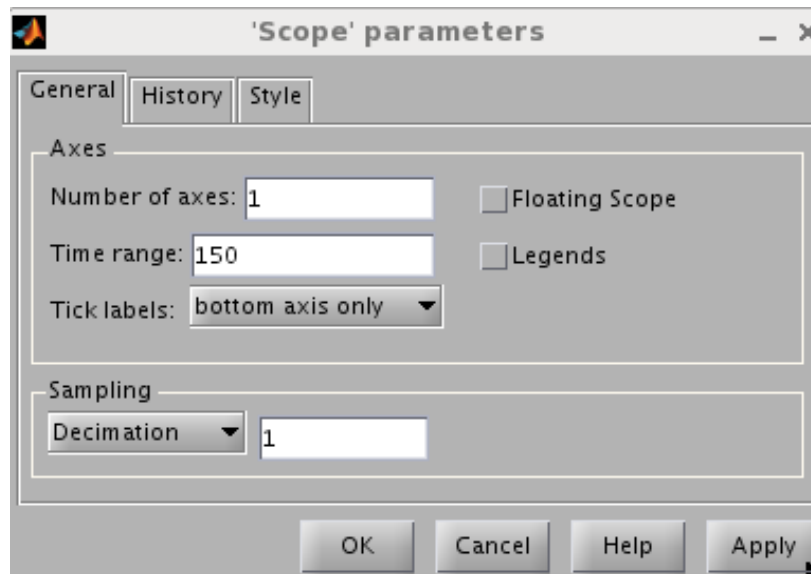 'Scope' parameters
General History Style
Axes
Number of axes: 1 Floating Scope
Time range: 150 Legends
Tick labels: bottom axis only
Sampling
Decimation 1
OK Cancel Help Apply